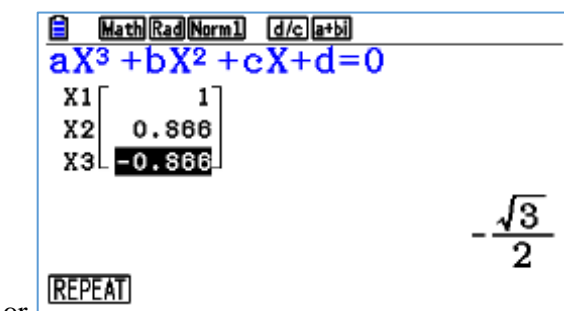 Math Rad Norm1 d/c a+bi
aX³+bX²+cX+d=0
X1[ 1]
X2 0.866
X3 -0.866
-√3/2
REPEAT
or